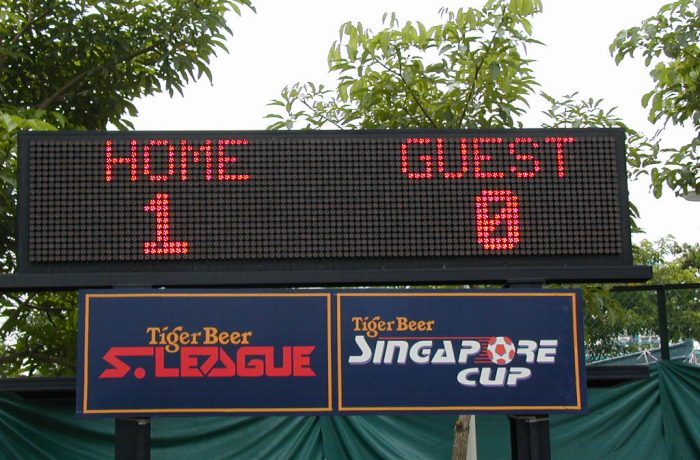 HOME GUEST
1 0
Tiger Beer
S.LEAGUE
Tiger Beer
SINGAPORE
CUP